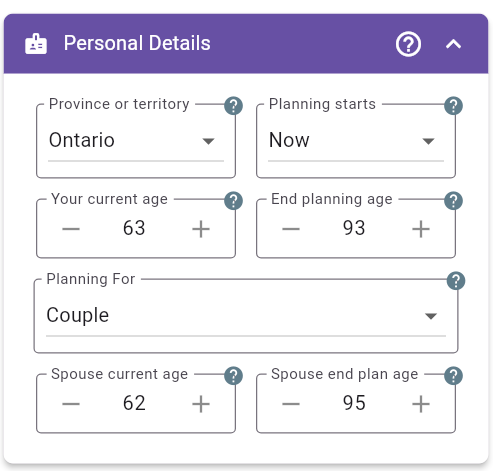 Personal Details
Province or territory
Ontario
Planning starts
Now
Your current age
63
End planning age
93
Planning For
Couple
Spouse current age
62
Spouse end plan age
95